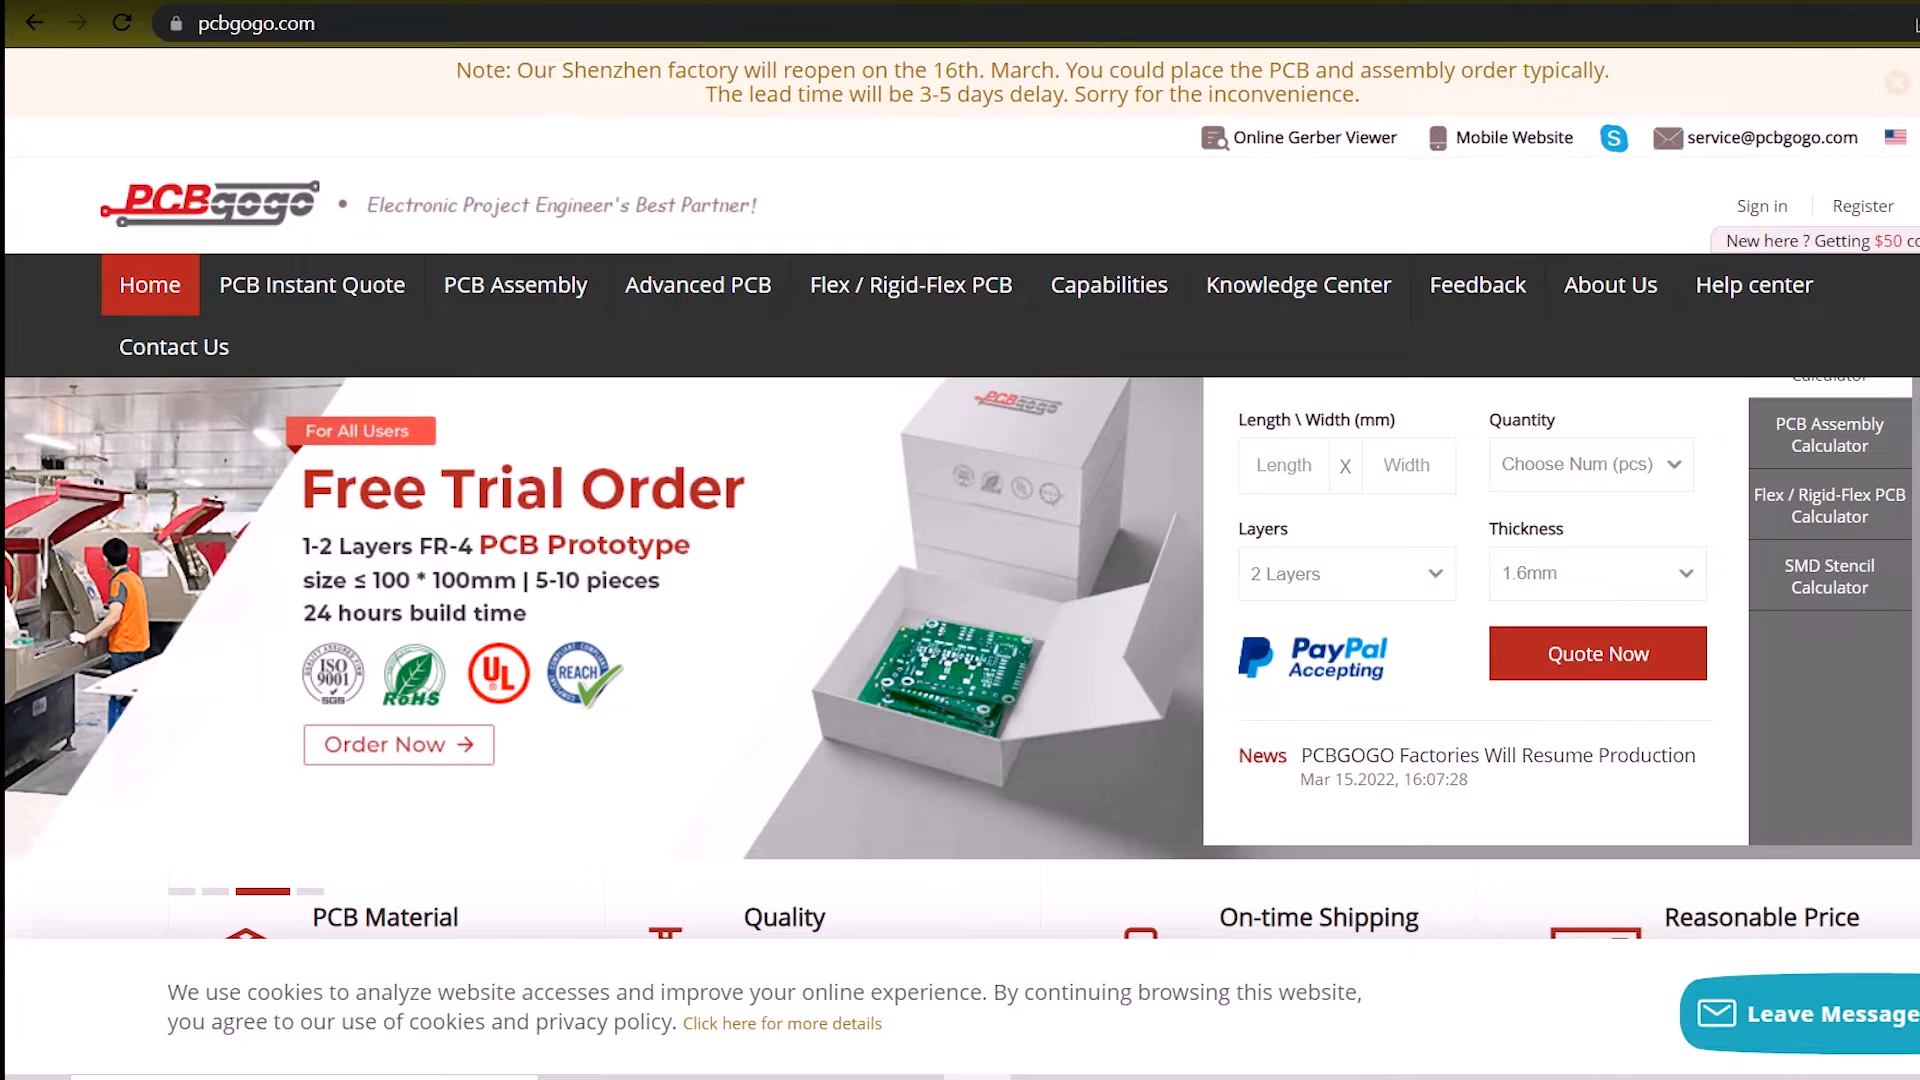 pcbgogo.com
Note: Our Shenzhen factory will reopen on the 16th. March. You could place the PCB and assembly order typically.
The lead time will be 3-5 days delay. Sorry for the inconvenience.
Online Gerber Viewer
Mobile Website
S
service@pcbgogo.com
PCBgogo
• Electronic Project Engineer's Best Partner!
Sign in
Register
New here ? Getting $50 co
Home
PCB Instant Quote
PCB Assembly
Advanced PCB
Flex / Rigid-Flex PCB
Capabilities
Knowledge Center
Feedback
About Us
Help center
Contact Us
For All Users
Free Trial Order
1-2 Layers FR-4 PCB Prototype
size ≤ 100 * 100mm | 5-10 pieces
24 hours build time
ISO
9001
SGS
RoHS
UL
REACH
Order Now →
PCBgogo
Length \ Width (mm)
Length X Width
Quantity
Choose Num (pcs)
Layers
2 Layers
Thickness
1.6mm
PayPal
Accepting
Quote Now
News PCBGOGO Factories Will Resume Production
Mar 15.2022, 16:07:28
Calculator
PCB Assembly
Calculator
Flex / Rigid-Flex PCB
Calculator
SMD Stencil
Calculator
PCB Material
Quality
On-time Shipping
Reasonable Price
We use cookies to analyze website accesses and improve your online experience. By continuing browsing this website,
you agree to our use of cookies and privacy policy. Click here for more details
Leave Message